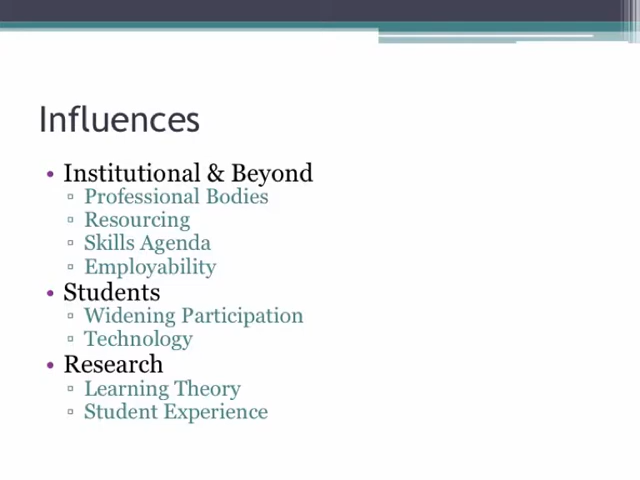 Influences
• Institutional & Beyond
▫ Professional Bodies
▫ Resourcing
▫ Skills Agenda
▫ Employability
• Students
▫ Widening Participation
▫ Technology
• Research
▫ Learning Theory
▫ Student Experience